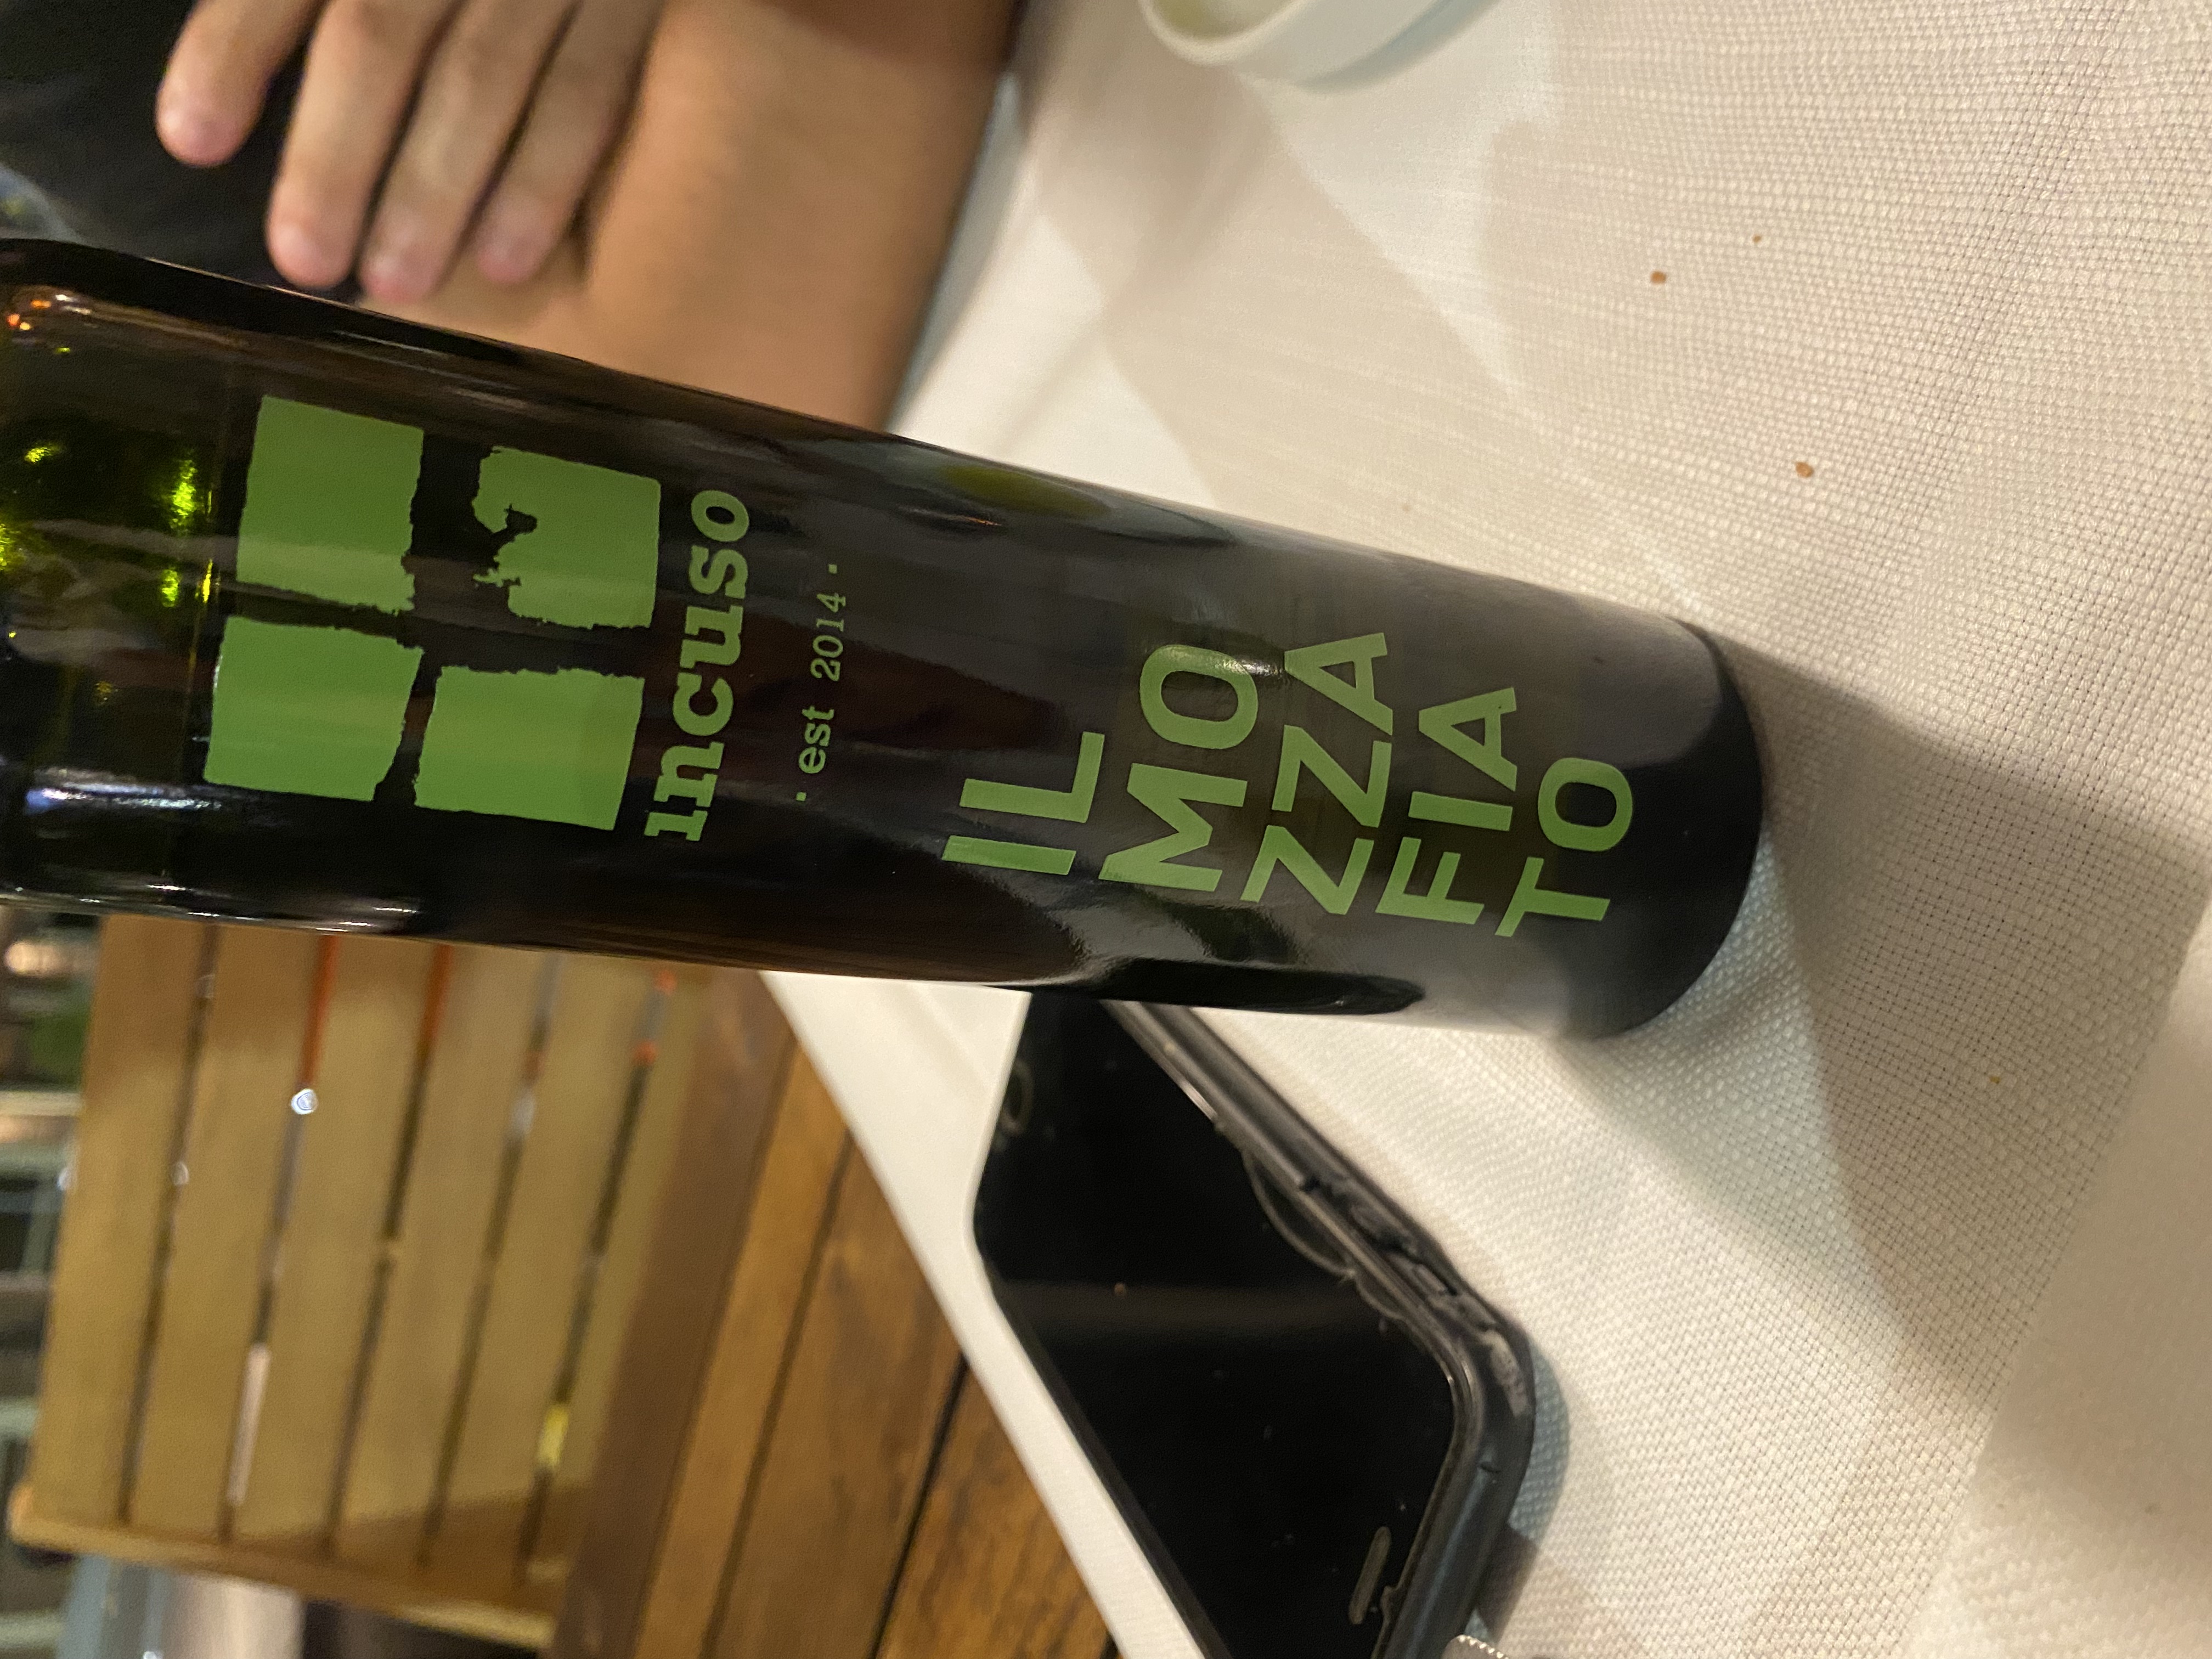 incuso
· est 2014 ·
IL
MO
ZZA
FIA
TO